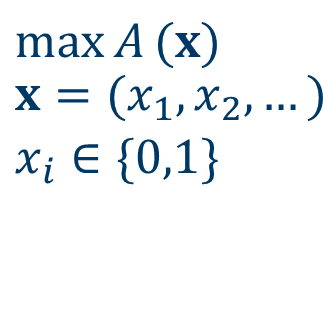 max A (x)
x = (x₁, x₂, … )
xᵢ ∈ {0,1}